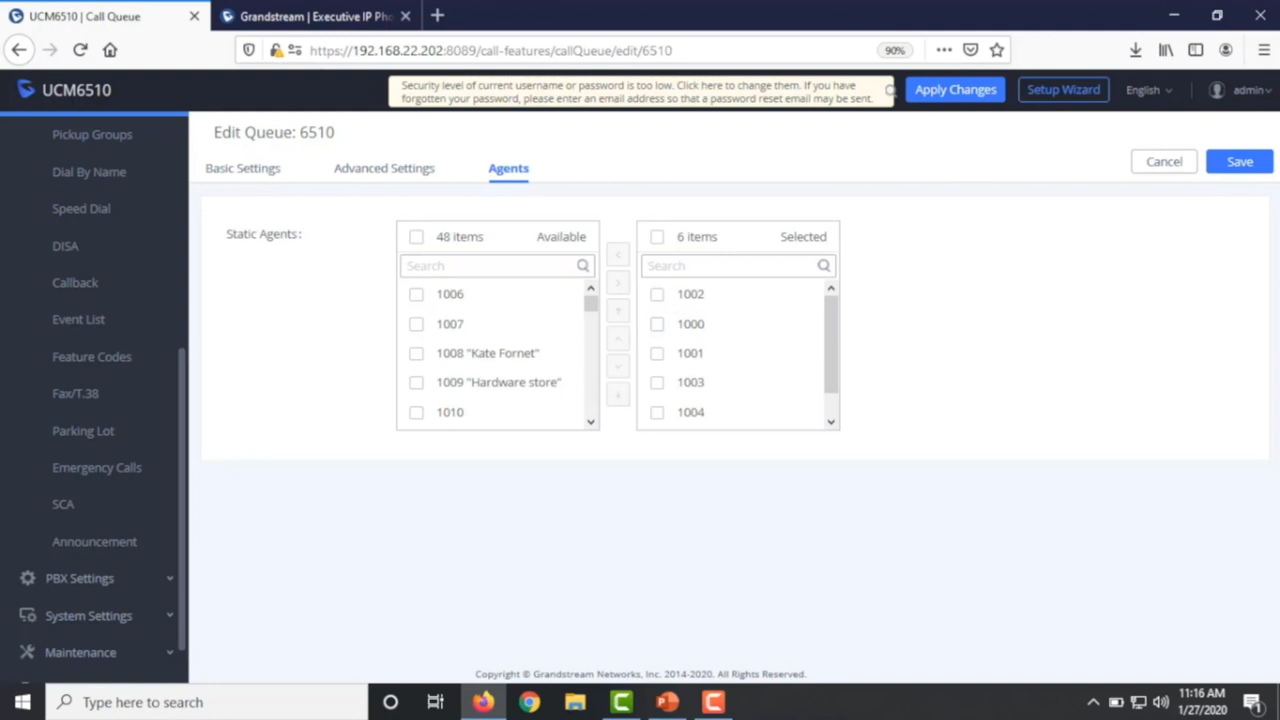 UCM6510 | Call Queue
Grandstream | Executive IP Pho
https://192.168.22.202:8089/call-features/callQueue/edit/6510
90%
UCM6510
Security level of current username or password is too low. Click here to change them. If you have
forgotten your password, please enter an email address so that a password reset email may be sent.
Apply Changes
Setup Wizard
English
admin
Pickup Groups
Dial By Name
Speed Dial
DISA
Callback
Event List
Feature Codes
Fax/T.38
Parking Lot
Emergency Calls
SCA
Announcement
PBX Settings
System Settings
Maintenance
Edit Queue: 6510
Basic Settings
Advanced Settings
Agents
Cancel
Save
Static Agents:
48 items Available
Search
1006
1007
1008 "Kate Fornet"
1009 "Hardware store"
1010
6 items Selected
Search
1002
1000
1001
1003
1004
Copyright © Grandstream Networks, Inc. 2014-2020. All Rights Reserved.
Type here to search
11:16 AM
1/27/2020
1